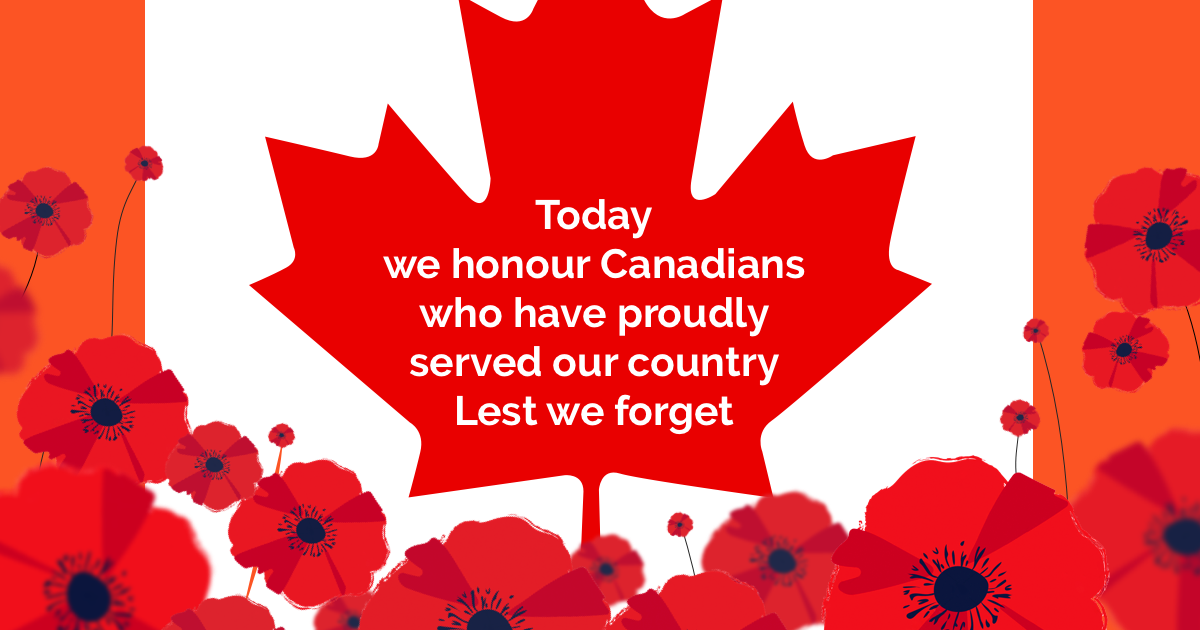 Today
we honour Canadians
who have proudly
served our country
Lest we forget